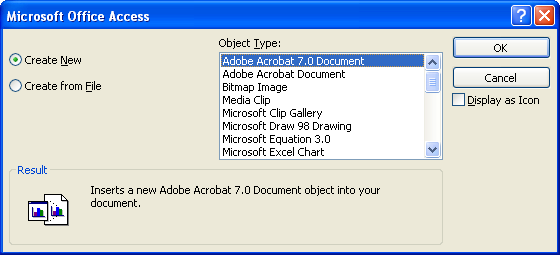 Microsoft Office Access
Object Type:
Create New
Create from File
Adobe Acrobat 7.0 Document
Adobe Acrobat Document
Bitmap Image
Media Clip
Microsoft Clip Gallery
Microsoft Draw 98 Drawing
Microsoft Equation 3.0
Microsoft Excel Chart
OK
Cancel
Display as Icon
Result
Inserts a new Adobe Acrobat 7.0 Document object into your
document.